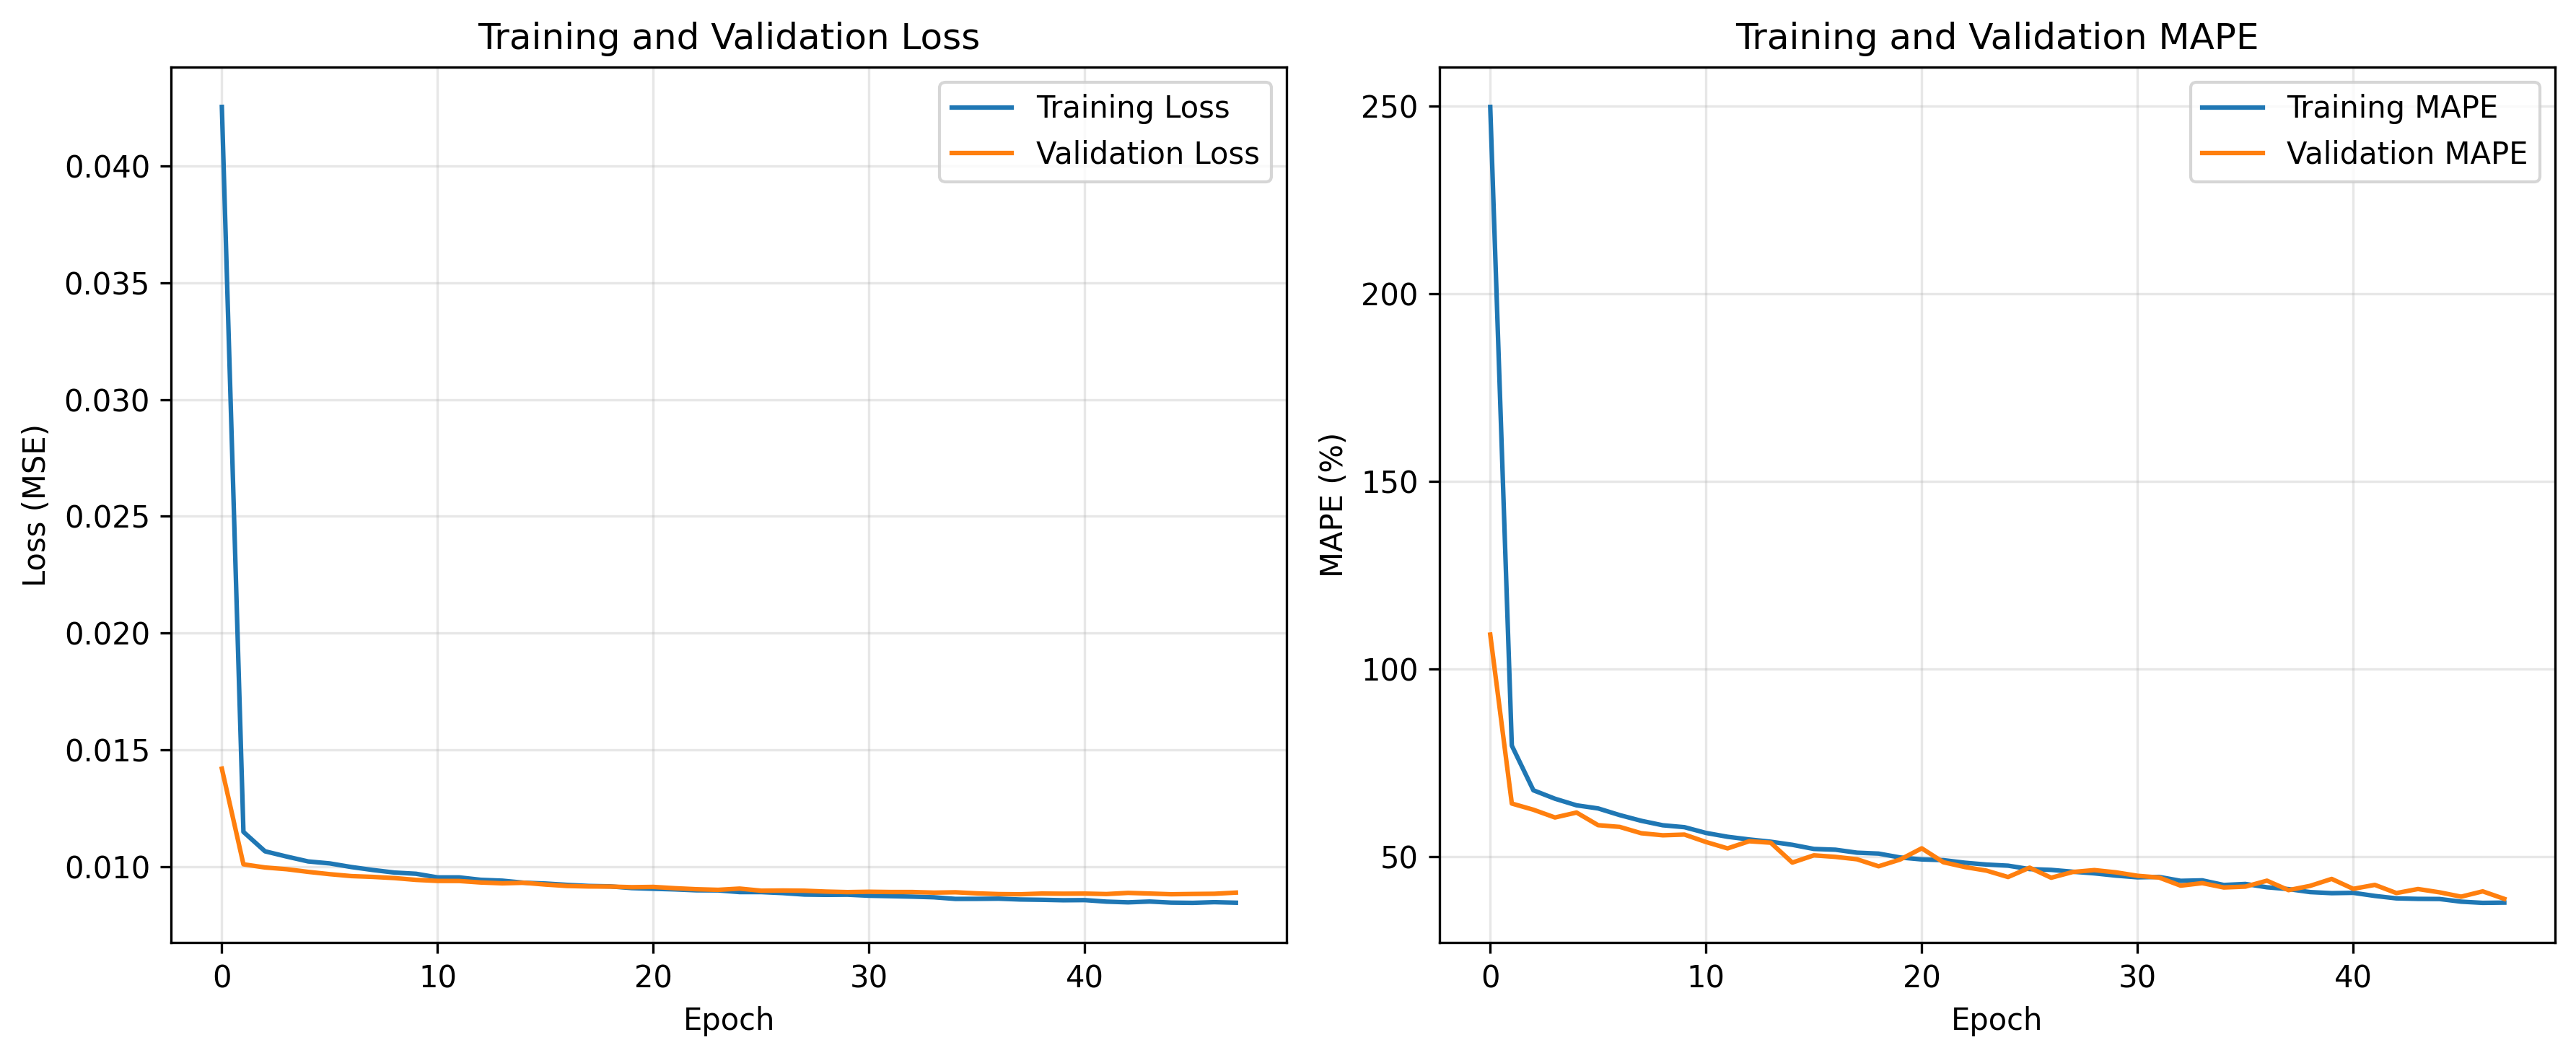 Training and Validation Loss
Training Loss
Validation Loss
0.040
0.035
0.030
0.025
0.020
0.015
0.010
Loss (MSE)
0 10 20 30 40
Epoch
Training and Validation MAPE
Training MAPE
Validation MAPE
250
200
150
100
50
MAPE (%)
0 10 20 30 40
Epoch